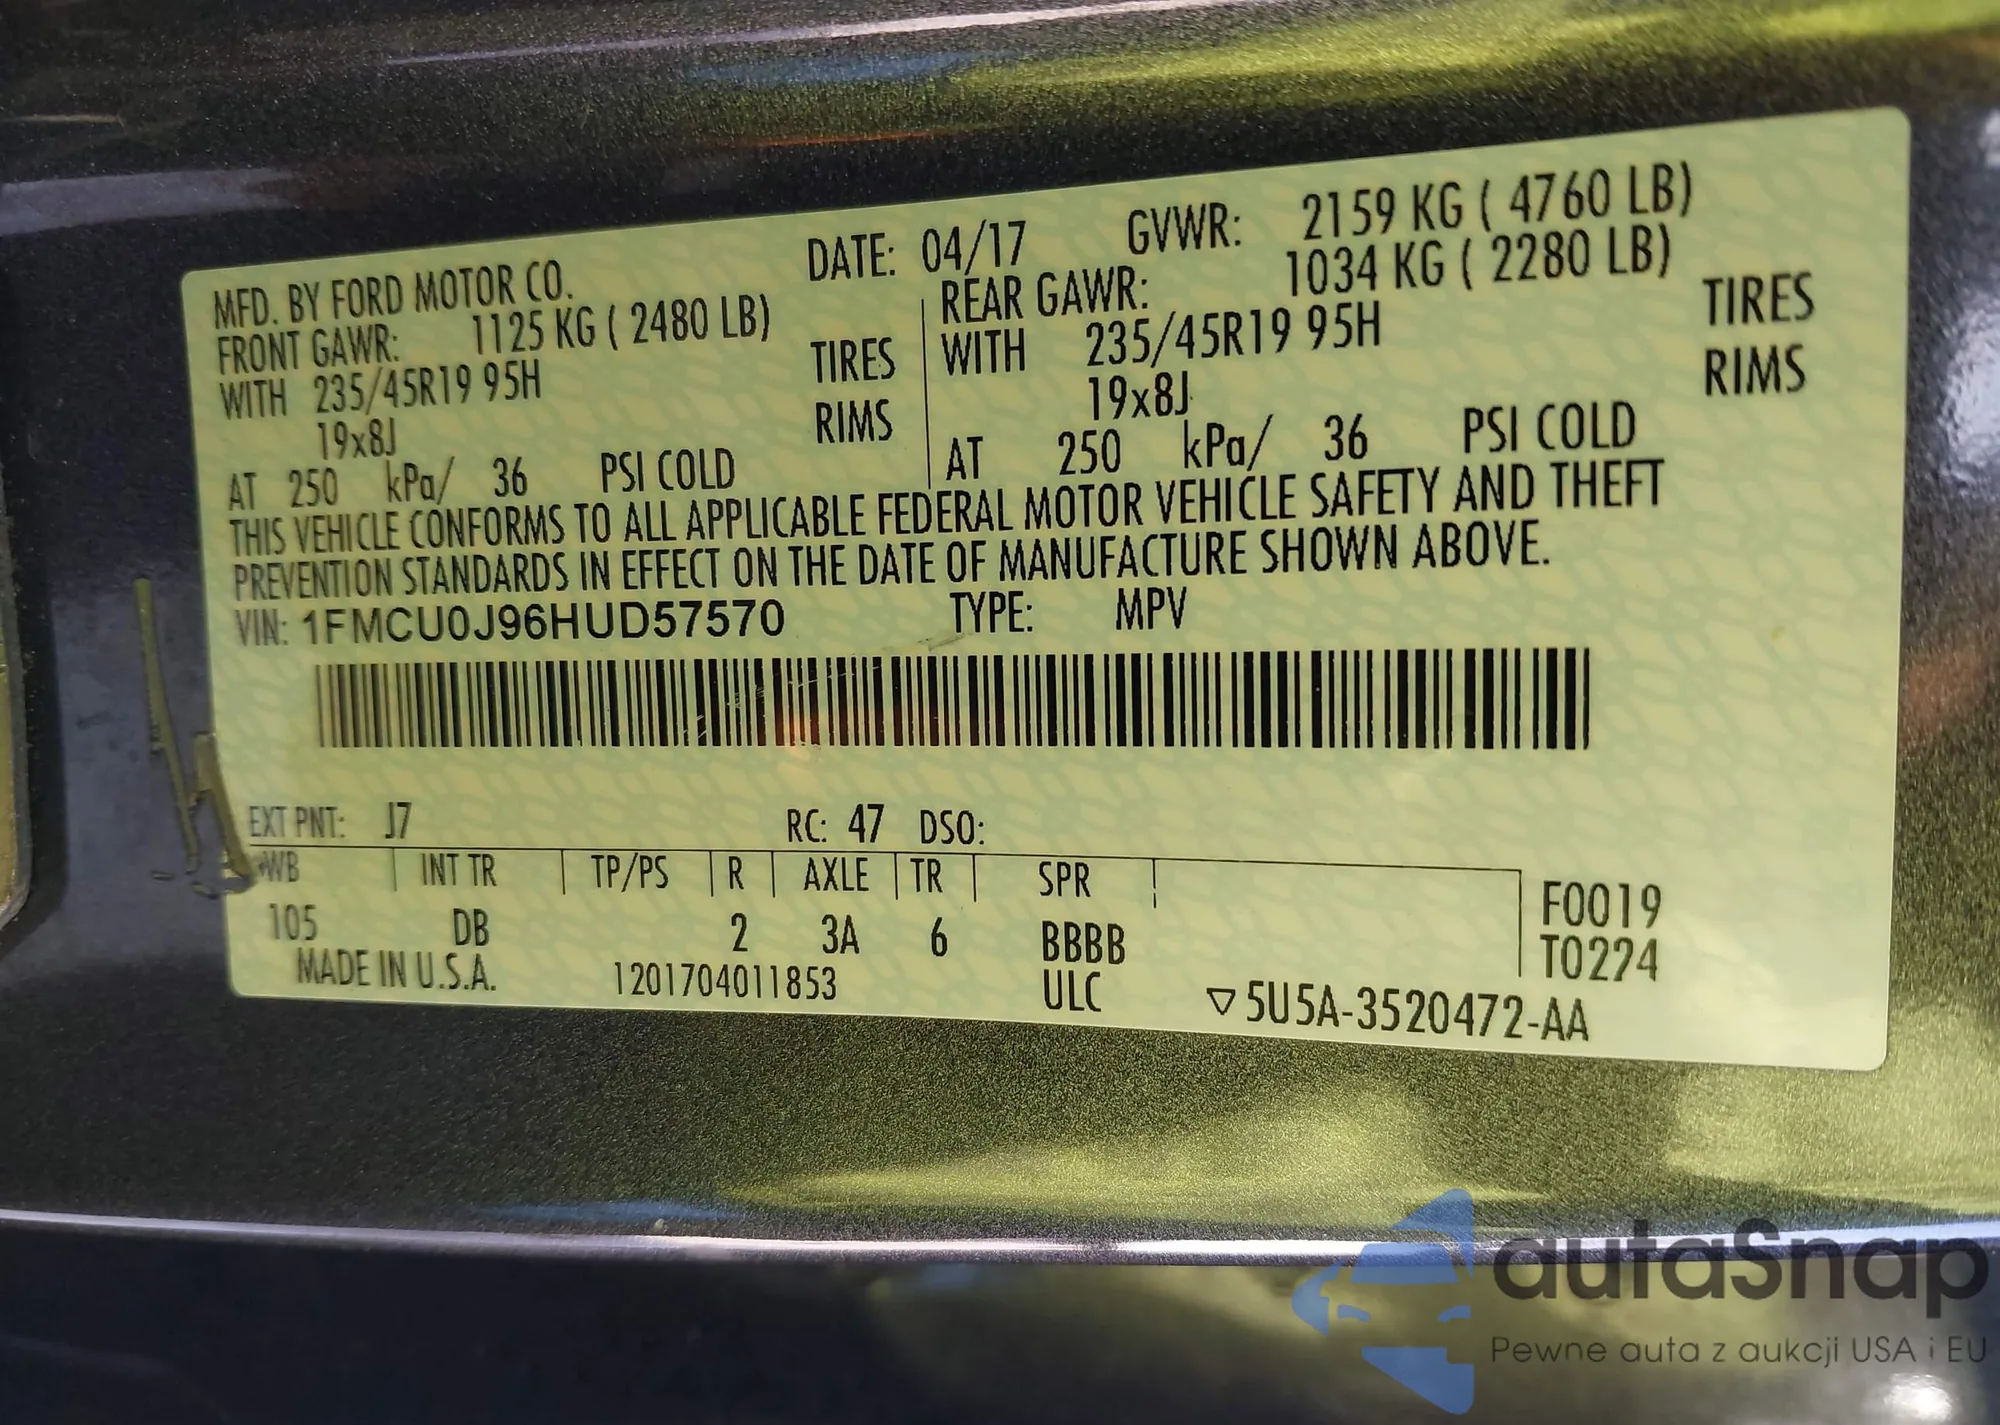 MFD. BY FORD MOTOR CO. DATE: 04/17 GVWR: 2159 KG ( 4760 LB)
FRONT GAWR: 1125 KG ( 2480 LB) REAR GAWR: 1034 KG ( 2280 LB)
WITH 235/45R19 95H TIRES WITH 235/45R19 95H TIRES
19x8J RIMS 19x8J RIMS
AT 250 kPa/ 36 PSI COLD AT 250 kPa/ 36 PSI COLD
THIS VEHICLE CONFORMS TO ALL APPLICABLE FEDERAL MOTOR VEHICLE SAFETY AND THEFT
PREVENTION STANDARDS IN EFFECT ON THE DATE OF MANUFACTURE SHOWN ABOVE.
VIN: 1FMCU0J96HUD57570 TYPE: MPV
EXT PNT: J7 RC: 47 DSO:
WB INT TR TP/PS R AXLE TR SPR F0019
105 DB 2 3A 6 BBBB T0224
MADE IN U.S.A. 1201704011853 ULC ▽5U5A-3520472-AA
autaSnap
Pewne auta z aukcji USA i EU